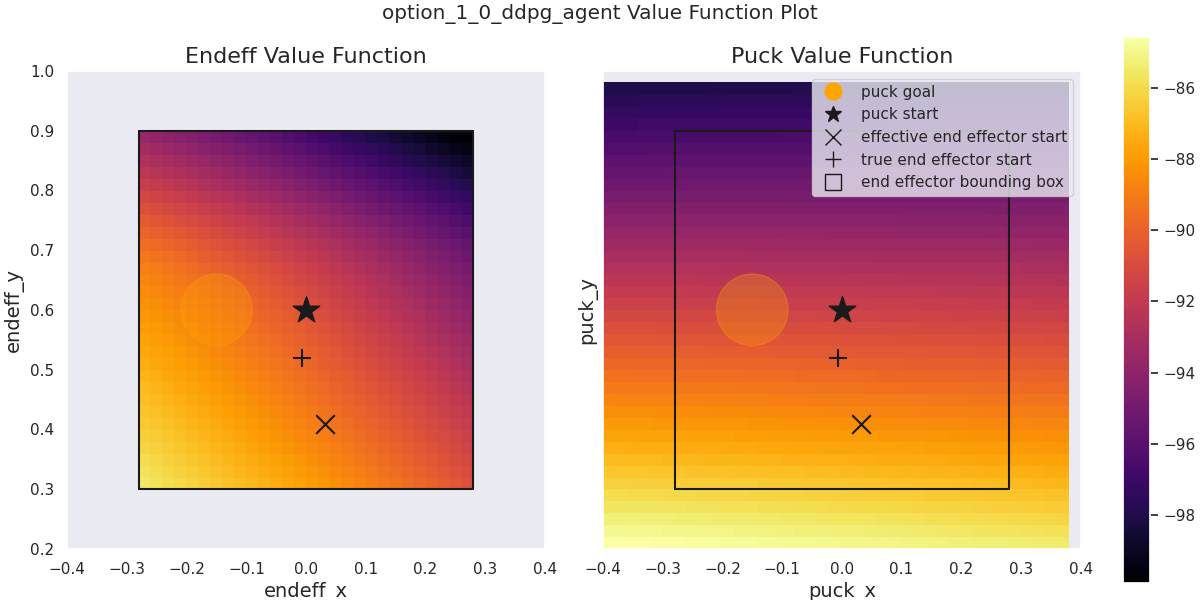 option_1_0_ddpg_agent Value Function Plot
Endeff Value Function
endeff_y
1.0
0.9
0.8
0.7
0.6
0.5
0.4
0.3
0.2
−0.4 −0.3 −0.2 −0.1 0.0 0.1 0.2 0.3 0.4
endeff_x
Puck Value Function
puck goal
puck start
effective end effector start
true end effector start
end effector bounding box
puck_y
−0.4 −0.3 −0.2 −0.1 0.0 0.1 0.2 0.3 0.4
puck_x
−86
−88
−90
−92
−94
−96
−98